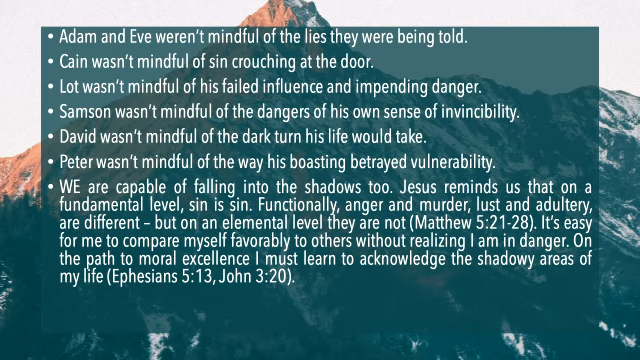 • Adam and Eve weren't mindful of the lies they were being told.
• Cain wasn't mindful of sin crouching at the door.
• Lot wasn't mindful of his failed influence and impending danger.
• Samson wasn't mindful of the dangers of his own sense of invincibility.
• David wasn't mindful of the dark turn his life would take.
• Peter wasn't mindful of the way his boasting betrayed vulnerability.
• WE are capable of falling into the shadows too. Jesus reminds us that on a
fundamental level, sin is sin. Functionally, anger and murder, lust and adultery,
are different – but on an elemental level they are not (Matthew 5:21-28). It's easy
for me to compare myself favorably to others without realizing I am in danger. On
the path to moral excellence I must learn to acknowledge the shadowy areas of
my life (Ephesians 5:13, John 3:20).